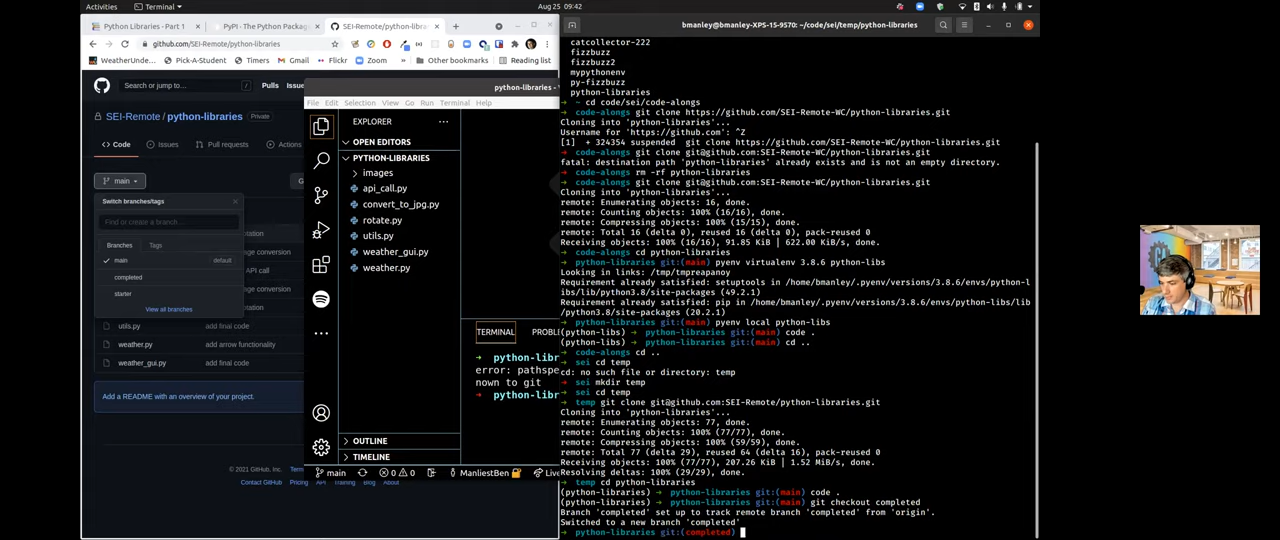 Activities
Terminal
Aug 25 09:42
Python Libraries - Part 1
PyPI · The Python Packag
SEI-Remote/python-librari
github.com/SEI-Remote/python-libraries
WeatherUnde
Pick-A-Student
Timers
Gmail
Flickr
Zoom
Other bookmarks
Reading list
Search or jump to...
Pulls
Issue
SEI-Remote / python-libraries
Private
Code
Issues
Pull requests
Actions
main
Switch branches/tags
Find or create a branch...
Branches
Tags
main
default
completed
starter
View all branches
utils.py
add final code
weather.py
add arrow functionality
weather_gui.py
add final code
Add a README with an overview of your project.
© 2021 GitHub, Inc.
Contact GitHub
Pricing
API
Training
Blog
About
python-libraries -
File Edit Selection View Go Run Terminal Help
EXPLORER
OPEN EDITORS
PYTHON-LIBRARIES
images
api_call.py
convert_to_jpg.py
rotate.py
utils.py
weather_gui.py
weather.py
TERMINAL
PROBLE
→ python-libr
error: pathspe
nown to git
→ python-libr
OUTLINE
TIMELINE
main
0
0
ManliestBen
Live
bmanley@bmanley-XPS-15-9570: ~/code/sei/temp/python-libraries
catcollector-222
fizzbuzz
fizzbuzz2
mypythonenv
py-fizzbuzz
python-libraries
→ ~ cd code/sei/code-alongs
→ code-alongs git clone https://github.com/SEI-Remote-WC/python-libraries.git
Cloning into 'python-libraries'...
Username for 'https://github.com': ^Z
[1] + 324354 suspended git clone https://github.com/SEI-Remote-WC/python-libraries.git
→ code-alongs git clone git@github.com:SEI-Remote-WC/python-libraries.git
fatal: destination path 'python-libraries' already exists and is not an empty directory.
→ code-alongs rm -rf python-libraries
→ code-alongs git clone git@github.com:SEI-Remote-WC/python-libraries.git
Cloning into 'python-libraries'...
remote: Enumerating objects: 16, done.
remote: Counting objects: 100% (16/16), done.
remote: Compressing objects: 100% (15/15), done.
remote: Total 16 (delta 0), reused 16 (delta 0), pack-reused 0
Receiving objects: 100% (16/16), 91.85 KiB | 622.00 KiB/s, done.
→ code-alongs cd python-libraries
→ python-libraries git:(main) pyenv virtualenv 3.8.6 python-libs
Looking in links: /tmp/tmpreapanoy
Requirement already satisfied: setuptools in /home/bmanley/.pyenv/versions/3.8.6/envs/python-l
ibs/lib/python3.8/site-packages (49.2.1)
Requirement already satisfied: pip in /home/bmanley/.pyenv/versions/3.8.6/envs/python-libs/lib
/python3.8/site-packages (20.2.1)
→ python-libraries git:(main) pyenv local python-libs
(python-libs) → python-libraries git:(main) code .
(python-libs) → python-libraries git:(main) cd ..
→ code-alongs cd ..
→ sei cd temp
cd: no such file or directory: temp
→ sei mkdir temp
→ sei cd temp
→ temp git clone git@github.com:SEI-Remote/python-libraries.git
Cloning into 'python-libraries'...
remote: Enumerating objects: 77, done.
remote: Counting objects: 100% (77/77), done.
remote: Compressing objects: 100% (59/59), done.
remote: Total 77 (delta 29), reused 64 (delta 16), pack-reused 0
Receiving objects: 100% (77/77), 207.26 KiB | 1.52 MiB/s, done.
Resolving deltas: 100% (29/29), done.
→ temp cd python-libraries
(python-libraries) → python-libraries git:(main) code .
(python-libraries) → python-libraries git:(main) git checkout completed
Branch 'completed' set up to track remote branch 'completed' from 'origin'.
Switched to a new branch 'completed'
→ python-libraries git:(completed)